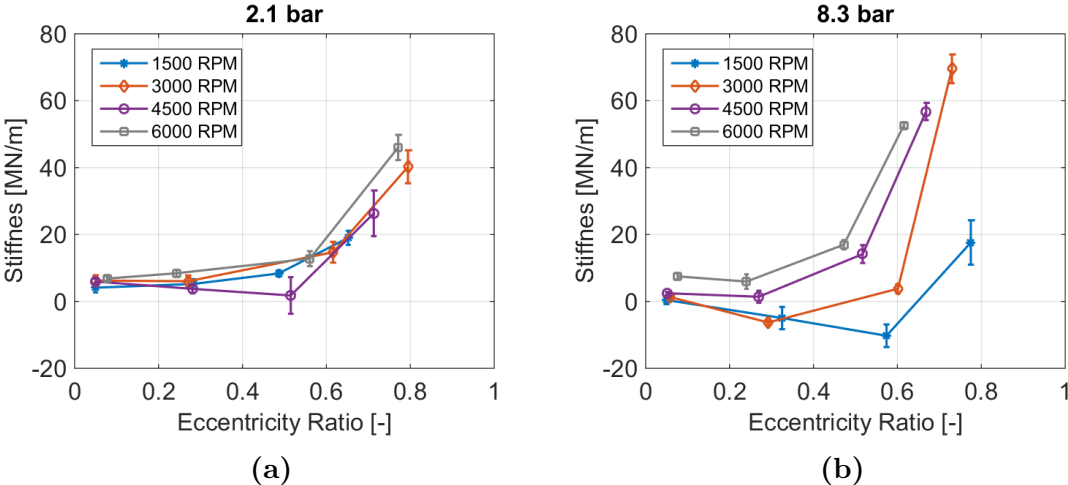 2.1 bar
80
60
40
20
0
-20
0
0.2
0.4
0.6
0.8
1
Stiffnes [MN/m]
Eccentricity Ratio [-]
1500 RPM
3000 RPM
4500 RPM
6000 RPM
(a)
8.3 bar
80
60
40
20
0
-20
0
0.2
0.4
0.6
0.8
1
Stiffnes [MN/m]
Eccentricity Ratio [-]
1500 RPM
3000 RPM
4500 RPM
6000 RPM
(b)